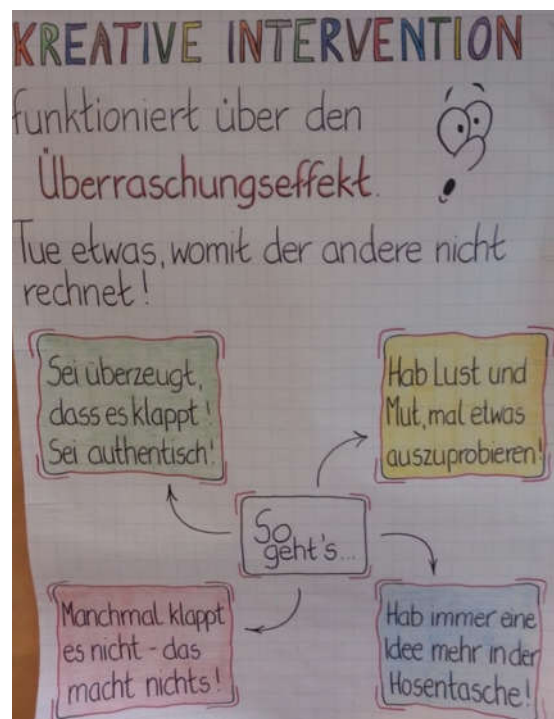 KREATIVE INTERVENTION
funktioniert über den
Überraschungseffekt.
Tue etwas, womit der andere nicht
rechnet!
Sei überzeugt,
dass es klappt!
Sei authentisch!
Hab Lust und
Mut, mal etwas
auszuprobieren!
So
geht's...
Manchmal klappt
es nicht - das
macht nichts!
Hab immer eine
Idee mehr in der
Hosentasche!